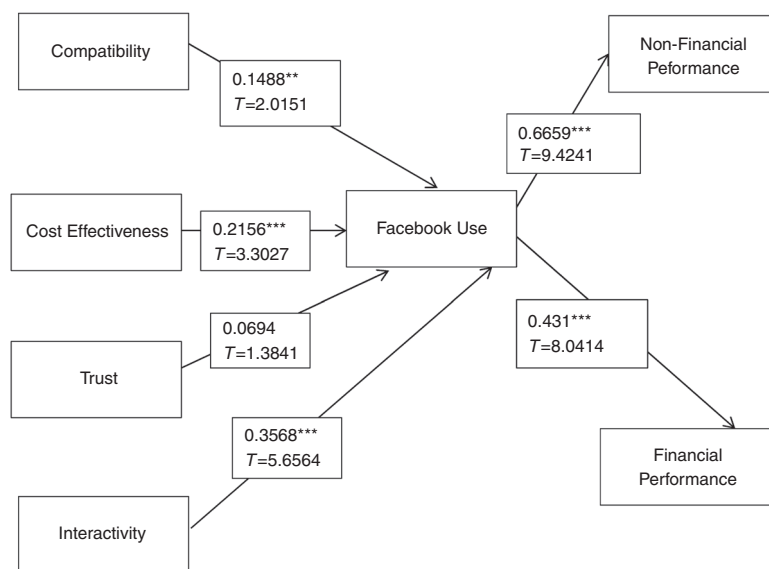 Compatibility
0.1488**
T=2.0151
Non-Financial
Peformance
0.6659***
T=9.4241
Cost Effectiveness
0.2156***
T=3.3027
Facebook Use
0.0694
T=1.3841
Trust
0.431***
T=8.0414
0.3568***
T=5.6564
Financial
Performance
Interactivity